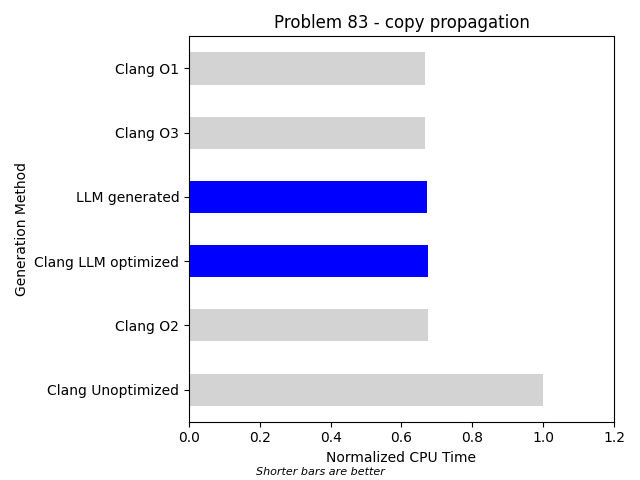 Problem 83 - copy propagation
Clang O1
Clang O3
LLM generated
Clang LLM optimized
Clang O2
Clang Unoptimized
Generation Method
0.0 0.2 0.4 0.6 0.8 1.0 1.2
Normalized CPU Time
Shorter bars are better